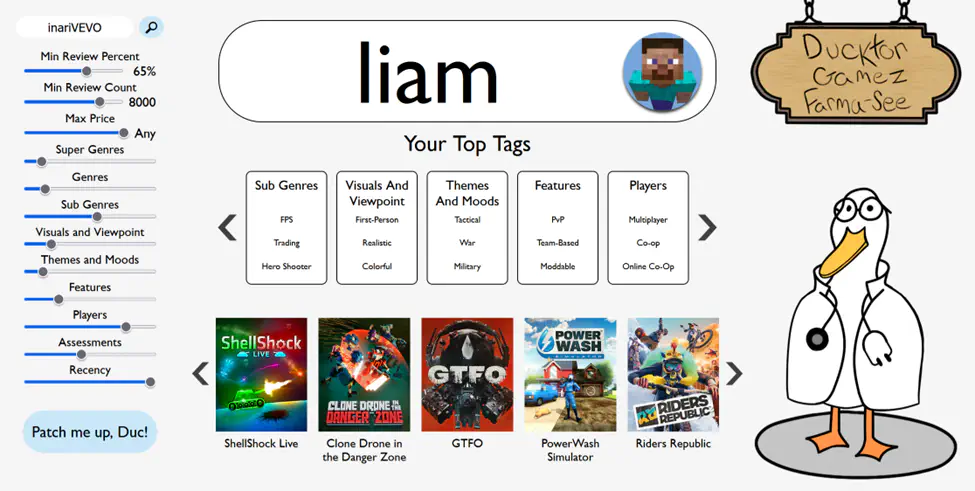 inariVEVO
Min Review Percent
65%
Min Review Count
8000
Max Price
Any
Super Genres
Genres
Sub Genres
Visuals and Viewpoint
Themes and Moods
Features
Players
Assessments
Recency
Patch me up, Duc!
liam
Your Top Tags
Sub Genres
FPS
Trading
Hero Shooter
Visuals And
Viewpoint
First-Person
Realistic
Colorful
Themes
And Moods
Tactical
War
Military
Features
PvP
Team-Based
Moddable
Players
Multiplayer
Co-op
Online Co-Op
ShellShock
LIVE
ShellShock Live
CLONE DRONE IN THE
DANGER ZONE
Clone Drone in
the Danger Zone
GTFO
GTFO
POWER
WASH
SIMULATOR
PowerWash
Simulator
RIDERS
REPUBLIC
Riders Republic
Ducktor
Gamez
Farma-See